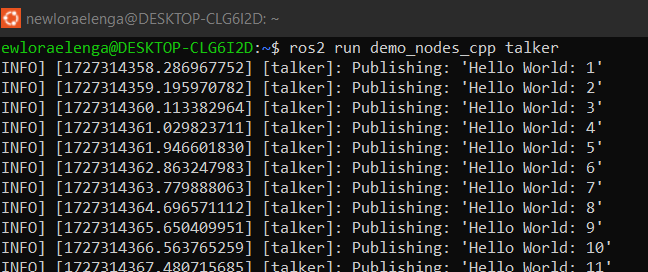 newloraelenga@DESKTOP-CLG6I2D: ~
ewloraelenga@DESKTOP-CLG6I2D:~$ ros2 run demo_nodes_cpp talker
INFO] [1727314358.286967752] [talker]: Publishing: 'Hello World: 1'
INFO] [1727314359.195970782] [talker]: Publishing: 'Hello World: 2'
INFO] [1727314360.113382964] [talker]: Publishing: 'Hello World: 3'
INFO] [1727314361.029823711] [talker]: Publishing: 'Hello World: 4'
INFO] [1727314361.946601830] [talker]: Publishing: 'Hello World: 5'
INFO] [1727314362.863247983] [talker]: Publishing: 'Hello World: 6'
INFO] [1727314363.779888063] [talker]: Publishing: 'Hello World: 7'
INFO] [1727314364.696571112] [talker]: Publishing: 'Hello World: 8'
INFO] [1727314365.650409951] [talker]: Publishing: 'Hello World: 9'
INFO] [1727314366.563765259] [talker]: Publishing: 'Hello World: 10'
INFO] [1727314367.480715685] [talker]: Publishing: 'Hello World: 11'